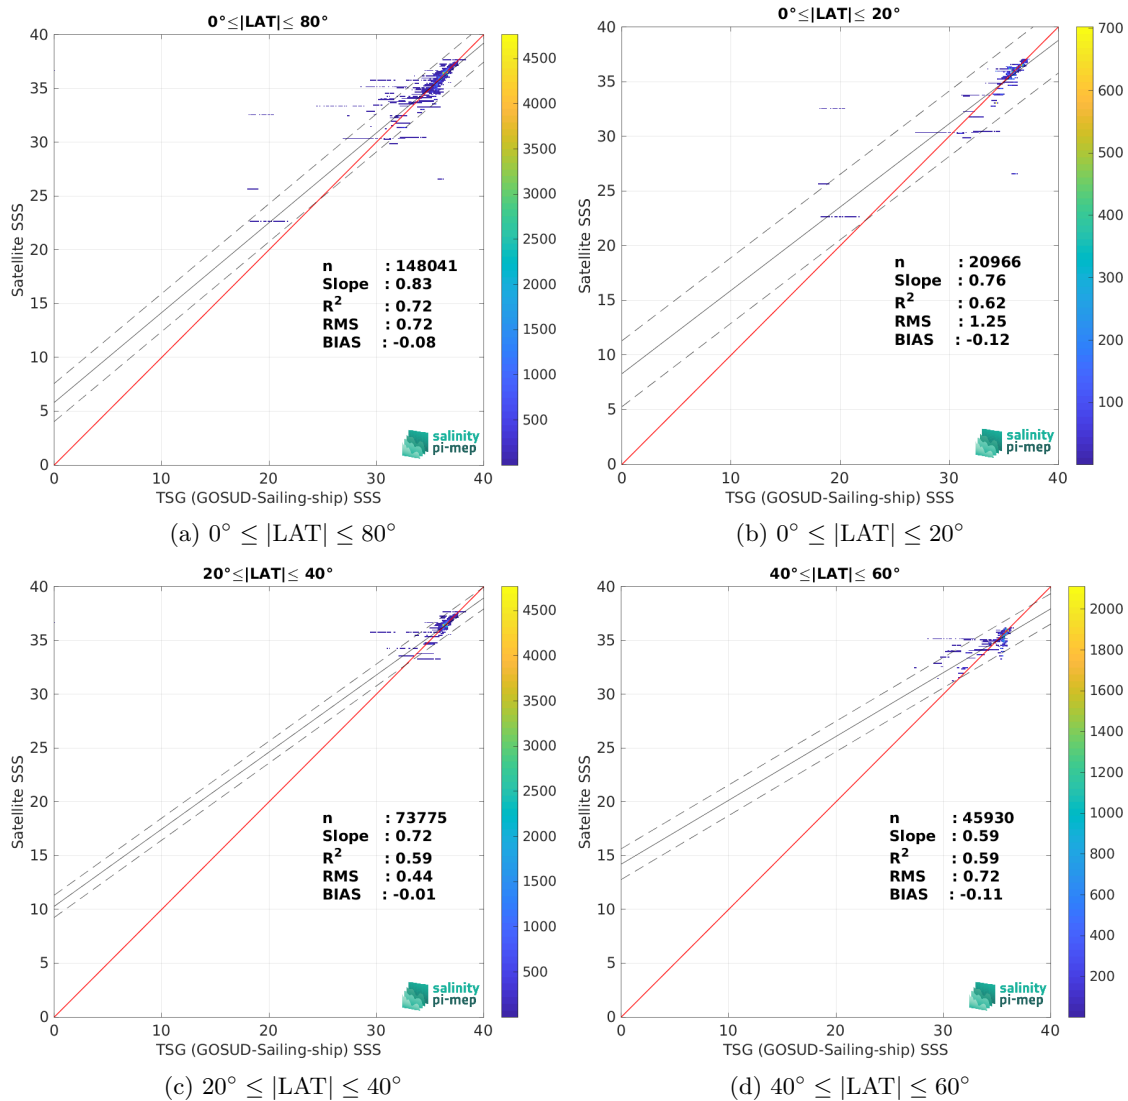 0°≤|LAT|≤ 80°
40
35
30
25
20
15
10
5
0
Satellite SSS
n : 148041
Slope : 0.83
R² : 0.72
RMS : 0.72
BIAS : -0.08
salinity
pi-mep
0 10 20 30 40
TSG (GOSUD-Sailing-ship) SSS
4500
4000
3500
3000
2500
2000
1500
1000
500
(a) 0° ≤ |LAT| ≤ 80°
0°≤|LAT|≤ 20°
40
35
30
25
20
15
10
5
0
Satellite SSS
n : 20966
Slope : 0.76
R² : 0.62
RMS : 1.25
BIAS : -0.12
salinity
pi-mep
0 10 20 30 40
TSG (GOSUD-Sailing-ship) SSS
700
600
500
400
300
200
100
(b) 0° ≤ |LAT| ≤ 20°
20°≤|LAT|≤ 40°
40
35
30
25
20
15
10
5
0
Satellite SSS
n : 73775
Slope : 0.72
R² : 0.59
RMS : 0.44
BIAS : -0.01
salinity
pi-mep
0 10 20 30 40
TSG (GOSUD-Sailing-ship) SSS
4500
4000
3500
3000
2500
2000
1500
1000
500
(c) 20° ≤ |LAT| ≤ 40°
40°≤|LAT|≤ 60°
40
35
30
25
20
15
10
5
0
Satellite SSS
n : 45930
Slope : 0.59
R² : 0.59
RMS : 0.72
BIAS : -0.11
salinity
pi-mep
0 10 20 30 40
TSG (GOSUD-Sailing-ship) SSS
2000
1800
1600
1400
1200
1000
800
600
400
200
(d) 40° ≤ |LAT| ≤ 60°